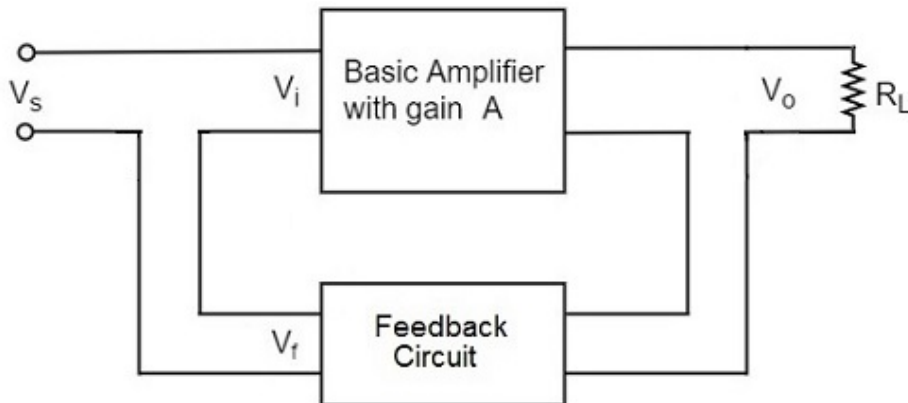 Vs
Vi
Basic Amplifier
with gain A
Vo
RL
Vf
Feedback
Circuit